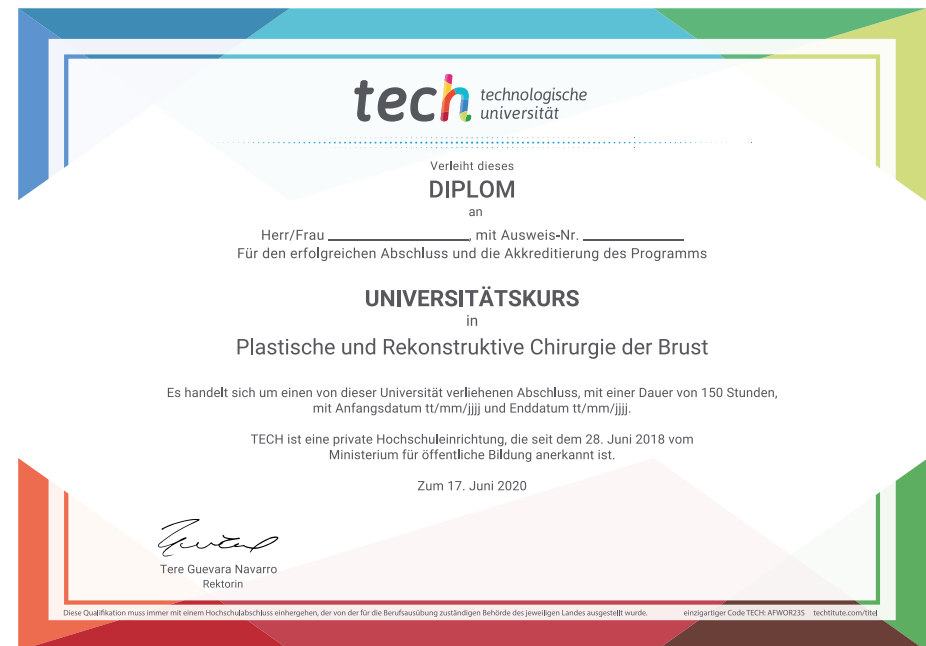 tech technologische
universität
Verleiht dieses
DIPLOM
an
Herr/Frau ____________, mit Ausweis-Nr. ____________
Für den erfolgreichen Abschluss und die Akkreditierung des Programms
UNIVERSITÄTSKURS
in
Plastische und Rekonstruktive Chirurgie der Brust
Es handelt sich um einen von dieser Universität verliehenen Abschluss, mit einer Dauer von 150 Stunden,
mit Anfangsdatum tt/mm/jjjj und Enddatum tt/mm/jjjj.
TECH ist eine private Hochschuleinrichtung, die seit dem 28. Juni 2018 vom
Ministerium für öffentliche Bildung anerkannt ist.
Zum 17. Juni 2020
Tere Guevara Navarro
Rektorin
Diese Qualifikation muss immer mit einem Hochschulabschluss einhergehen, der von der für die Berufsausübung zuständigen Behörde des jeweiligen Landes ausgestellt wurde. einzigartiger Code TECH: AFWOR23S techtitute.com/titel